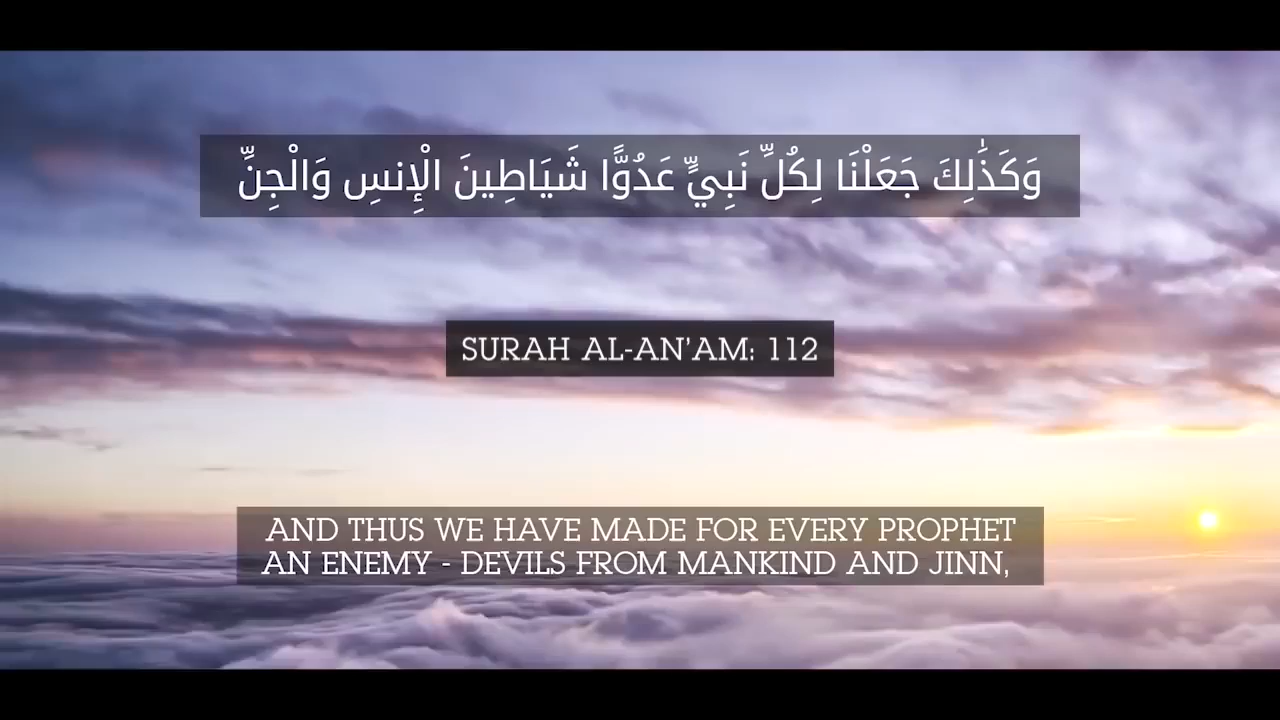 وَكَذَٰلِكَ جَعَلْنَا لِكُلِّ نَبِيٍّ عَدُوًّا شَيَاطِينَ الْإِنسِ وَالْجِنِّ
SURAH AL-AN'AM: 112
AND THUS WE HAVE MADE FOR EVERY PROPHET
AN ENEMY - DEVILS FROM MANKIND AND JINN,